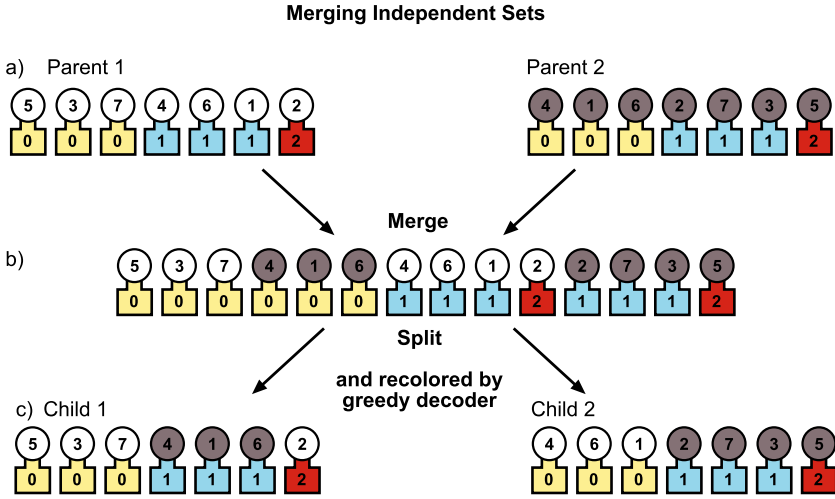 Merging Independent Sets
a) Parent 1
Parent 2
5 3 7 4 6 1 2
0 0 0 1 1 1 2
4 1 6 2 7 3 5
0 0 0 1 1 1 2
Merge
b)
5 3 7 4 1 6 4 6 1 2 2 7 3 5
0 0 0 0 0 0 1 1 1 2 1 1 1 2
Split
and recolored by
greedy decoder
c) Child 1
Child 2
5 3 7 4 1 6 2
0 0 0 1 1 1 2
4 6 1 2 7 3 5
0 0 0 1 1 1 2